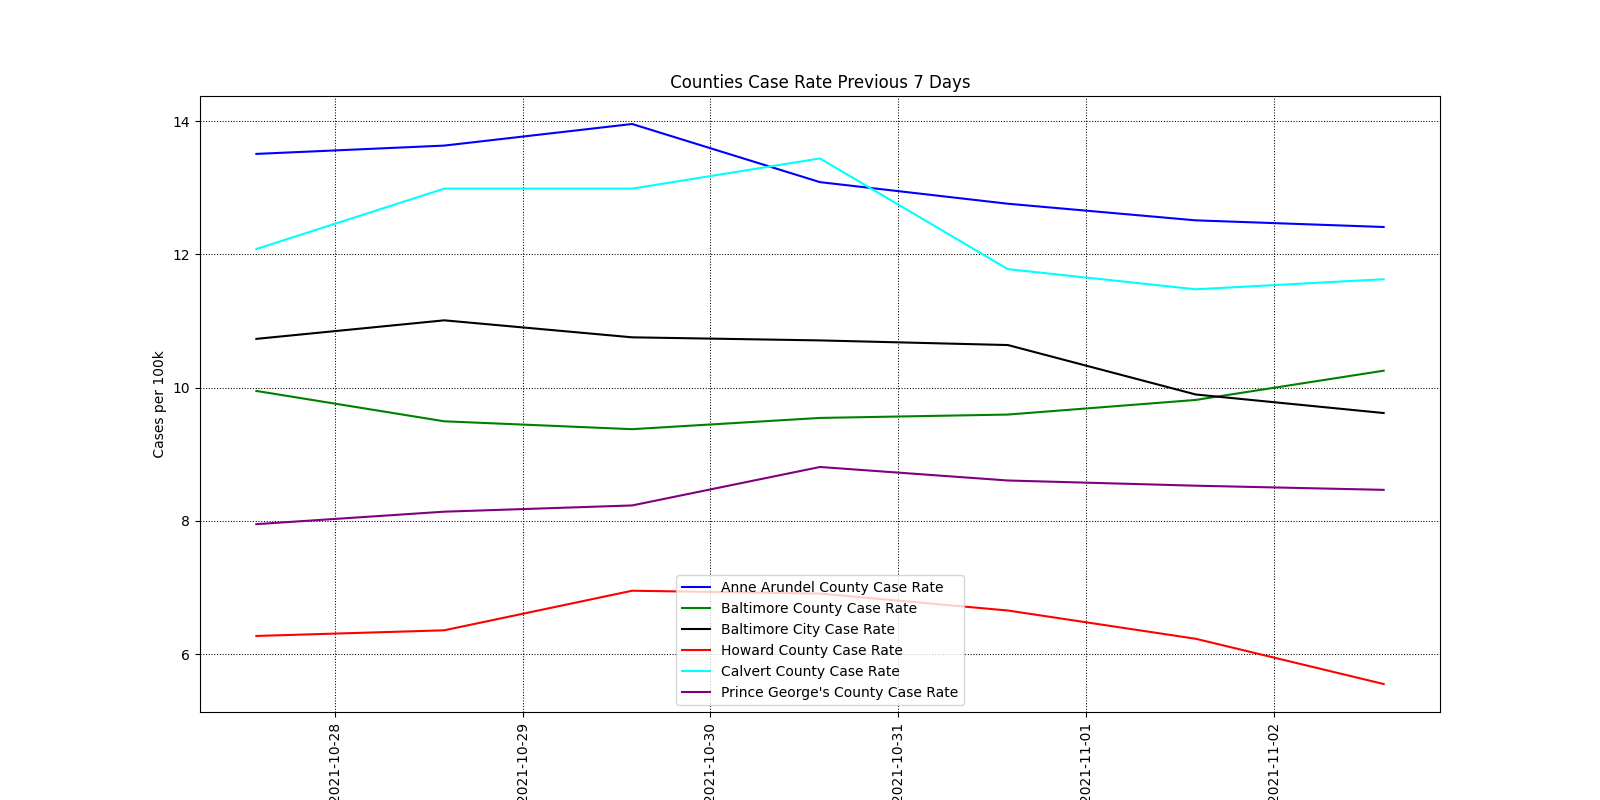 Counties Case Rate Previous 7 Days
14
12
10
8
6
Cases per 100k
Anne Arundel County Case Rate
Baltimore County Case Rate
Baltimore City Case Rate
Howard County Case Rate
Calvert County Case Rate
Prince George's County Case Rate
2021-10-28
2021-10-29
2021-10-30
2021-10-31
2021-11-01
2021-11-02